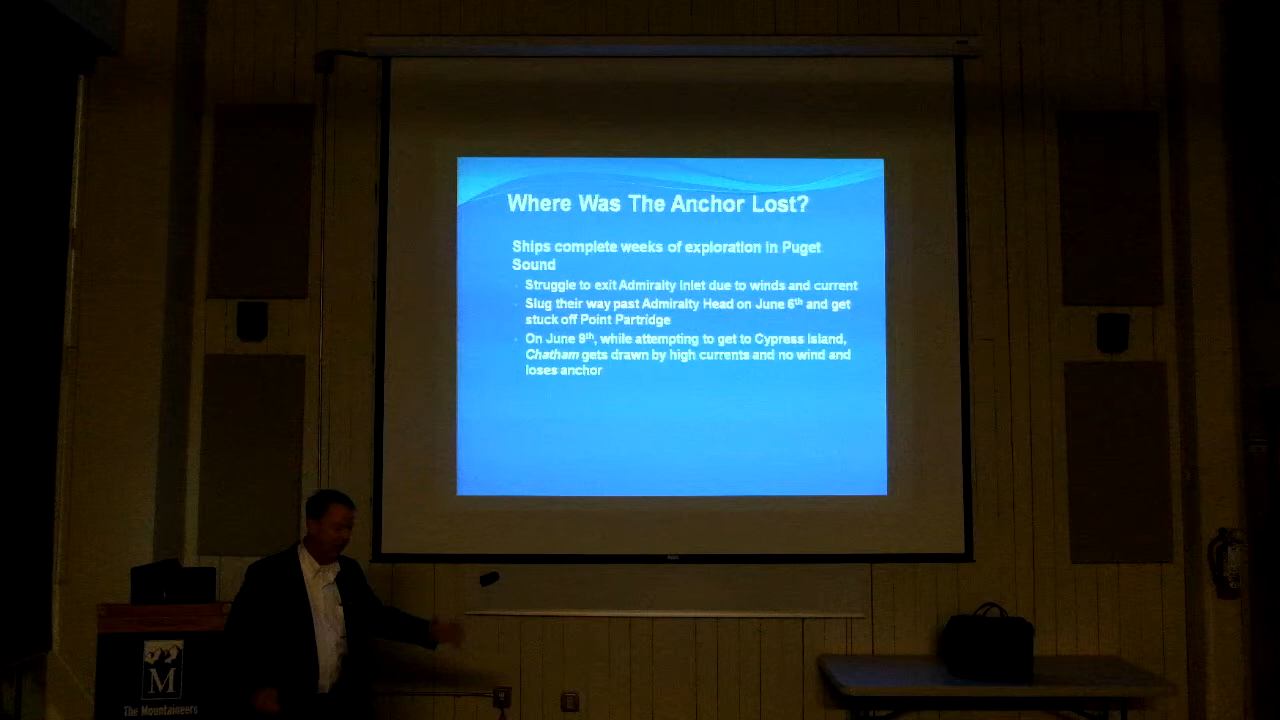 Where Was The Anchor Lost?
Ships complete weeks of exploration in Puget
Sound
Struggle to exit Admiralty Inlet due to winds and current
Slug their way past Admiralty Head on June 6th and get
stuck off Point Partridge
On June 9th, while attempting to get to Cypress Island,
Chatham gets drawn by high currents and no wind and
loses anchor
M
The Mountaineers